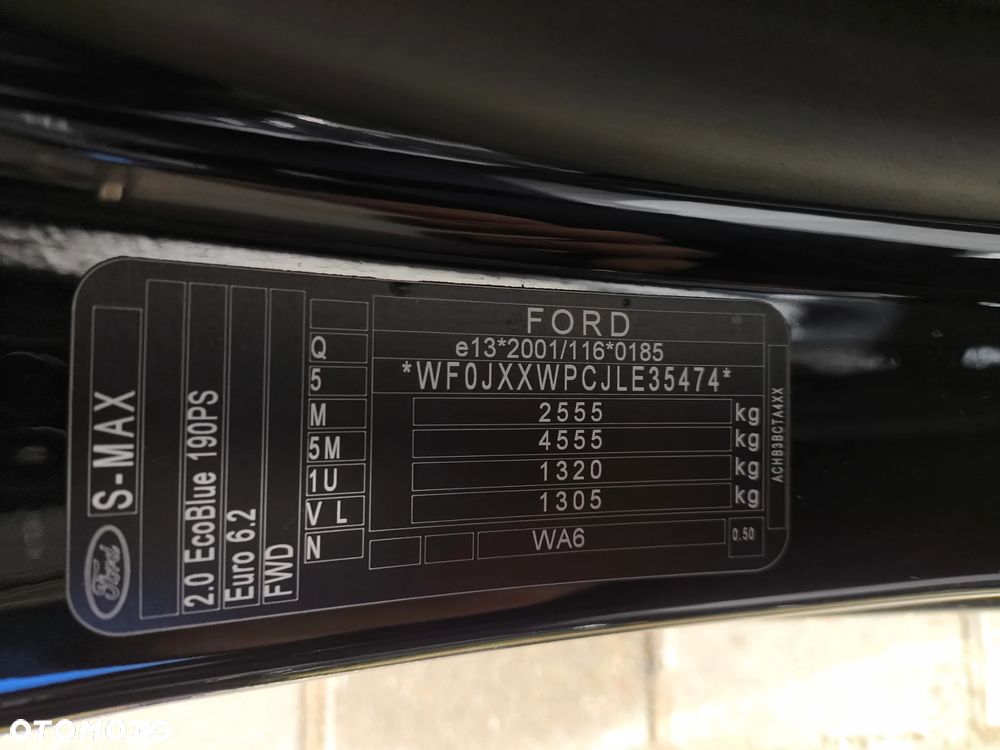 Ford
S-MAX
2.0 EcoBlue 190PS
Euro 6.2
FWD
Q
5
M
5M
1U
V L
N
FORD
e13*2001/116*0185
*WF0JXXWPCJLE35474*
2555 kg
4555 kg
1320 kg
1305 kg
WA6
0.50
ACHB3BCTA4XX
OTOMOTO